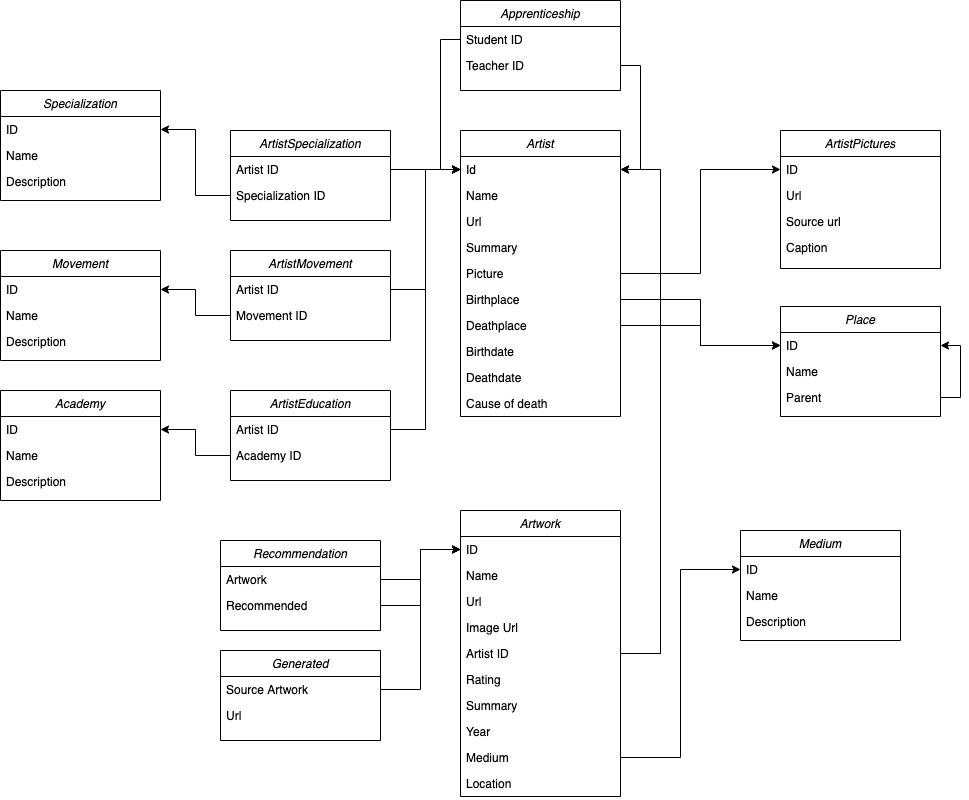 Apprenticeship
Student ID
Teacher ID
Specialization
ID
Name
Description
ArtistSpecialization
Artist ID
Specialization ID
Artist
Id
Name
Url
Summary
Picture
Birthplace
Deathplace
Birthdate
Deathdate
Cause of death
ArtistPictures
ID
Url
Source url
Caption
Movement
ID
Name
Description
ArtistMovement
Artist ID
Movement ID
Place
ID
Name
Parent
Academy
ID
Name
Description
ArtistEducation
Artist ID
Academy ID
Recommendation
Artwork
Recommended
Generated
Source Artwork
Url
Artwork
ID
Name
Url
Image Url
Artist ID
Rating
Summary
Year
Medium
Location
Medium
ID
Name
Description